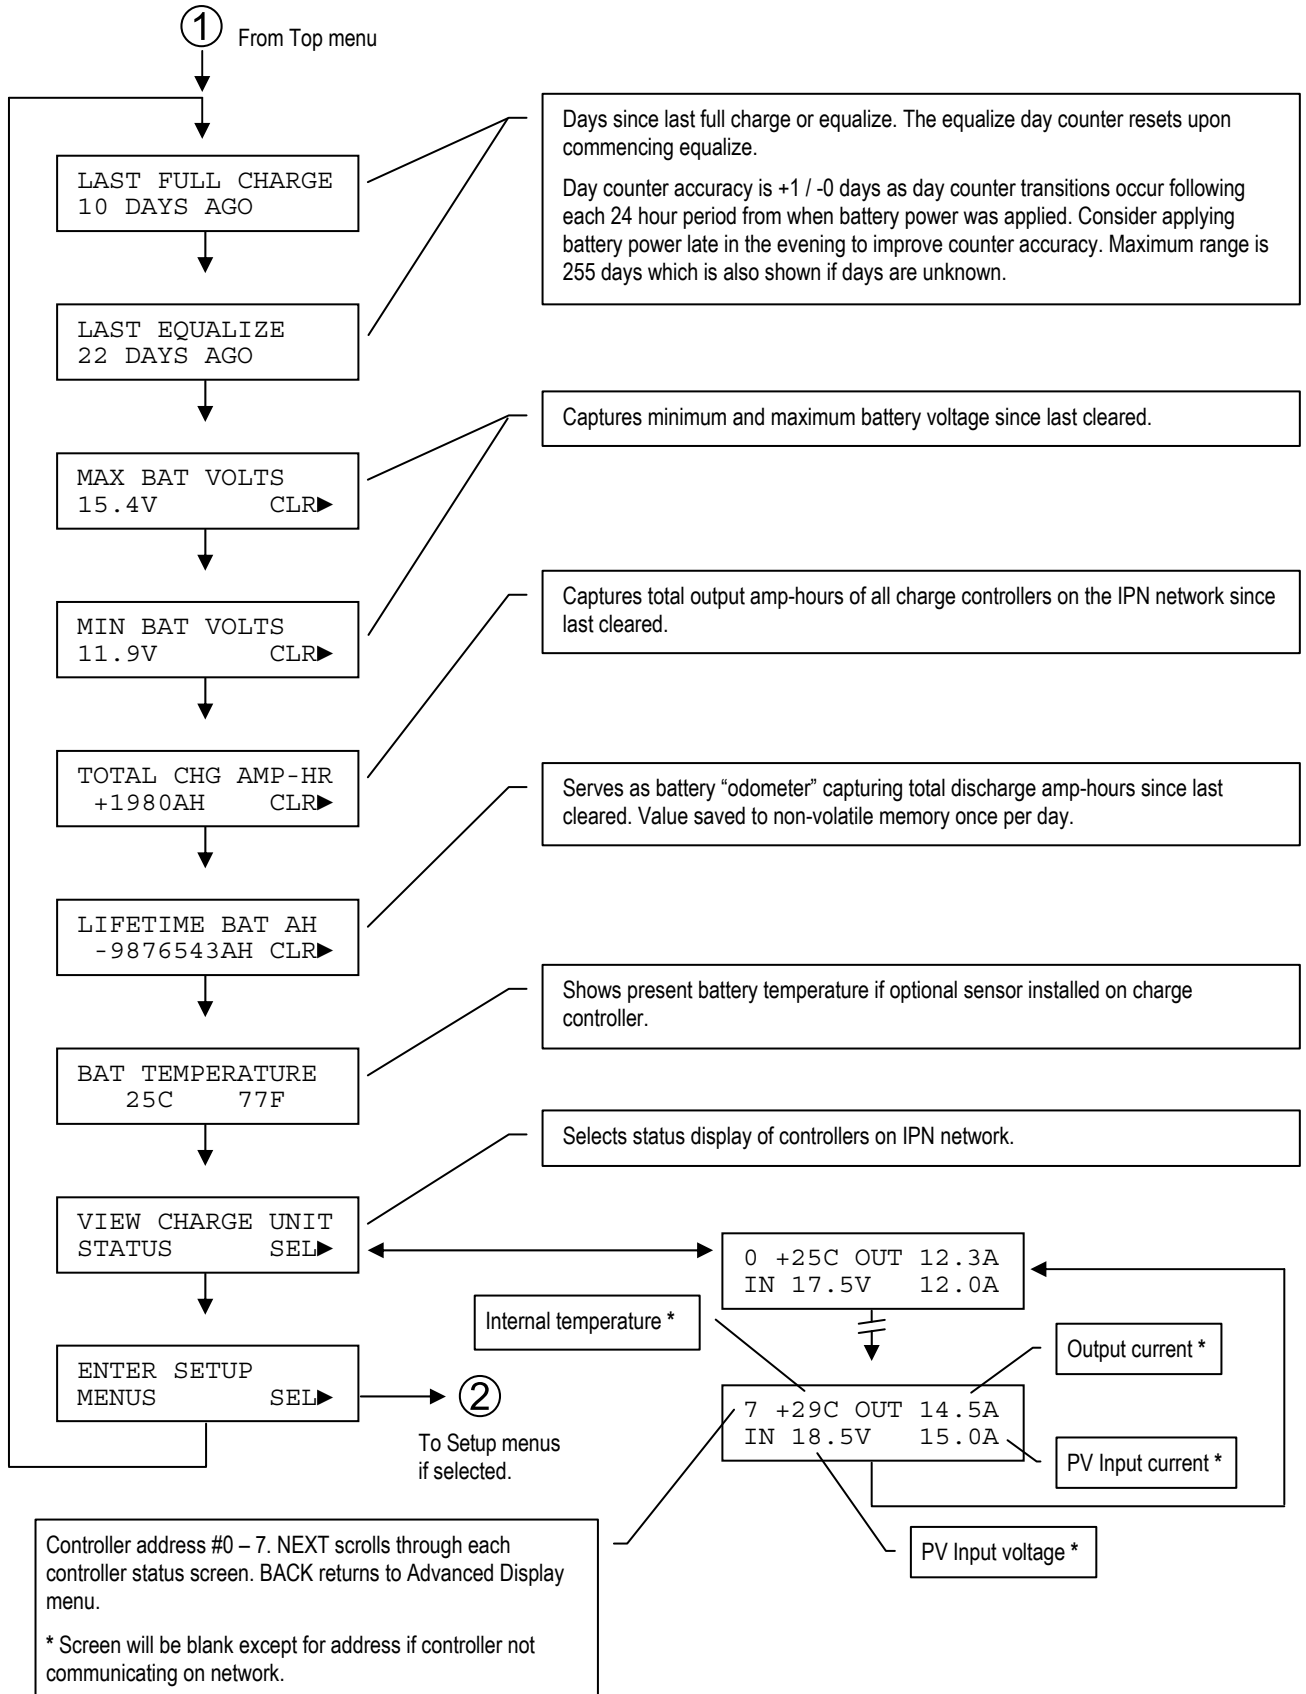 1 From Top menu
LAST FULL CHARGE
10 DAYS AGO
Days since last full charge or equalize. The equalize day counter resets upon
commencing equalize.
Day counter accuracy is +1 / -0 days as day counter transitions occur following
each 24 hour period from when battery power was applied. Consider applying
battery power late in the evening to improve counter accuracy. Maximum range is
255 days which is also shown if days are unknown.
LAST EQUALIZE
22 DAYS AGO
Captures minimum and maximum battery voltage since last cleared.
MAX BAT VOLTS
15.4V CLR►
MIN BAT VOLTS
11.9V CLR►
Captures total output amp-hours of all charge controllers on the IPN network since
last cleared.
TOTAL CHG AMP-HR
+1980AH CLR►
Serves as battery “odometer” capturing total discharge amp-hours since last
cleared. Value saved to non-volatile memory once per day.
LIFETIME BAT AH
-9876543AH CLR►
Shows present battery temperature if optional sensor installed on charge
controller.
BAT TEMPERATURE
25C 77F
Selects status display of controllers on IPN network.
VIEW CHARGE UNIT
STATUS SEL►
0 +25C OUT 12.3A
IN 17.5V 12.0A
Internal temperature *
Output current *
ENTER SETUP
MENUS SEL►
2
To Setup menus
if selected.
7 +29C OUT 14.5A
IN 18.5V 15.0A
PV Input current *
PV Input voltage *
Controller address #0 – 7. NEXT scrolls through each
controller status screen. BACK returns to Advanced Display
menu.
* Screen will be blank except for address if controller not
communicating on network.